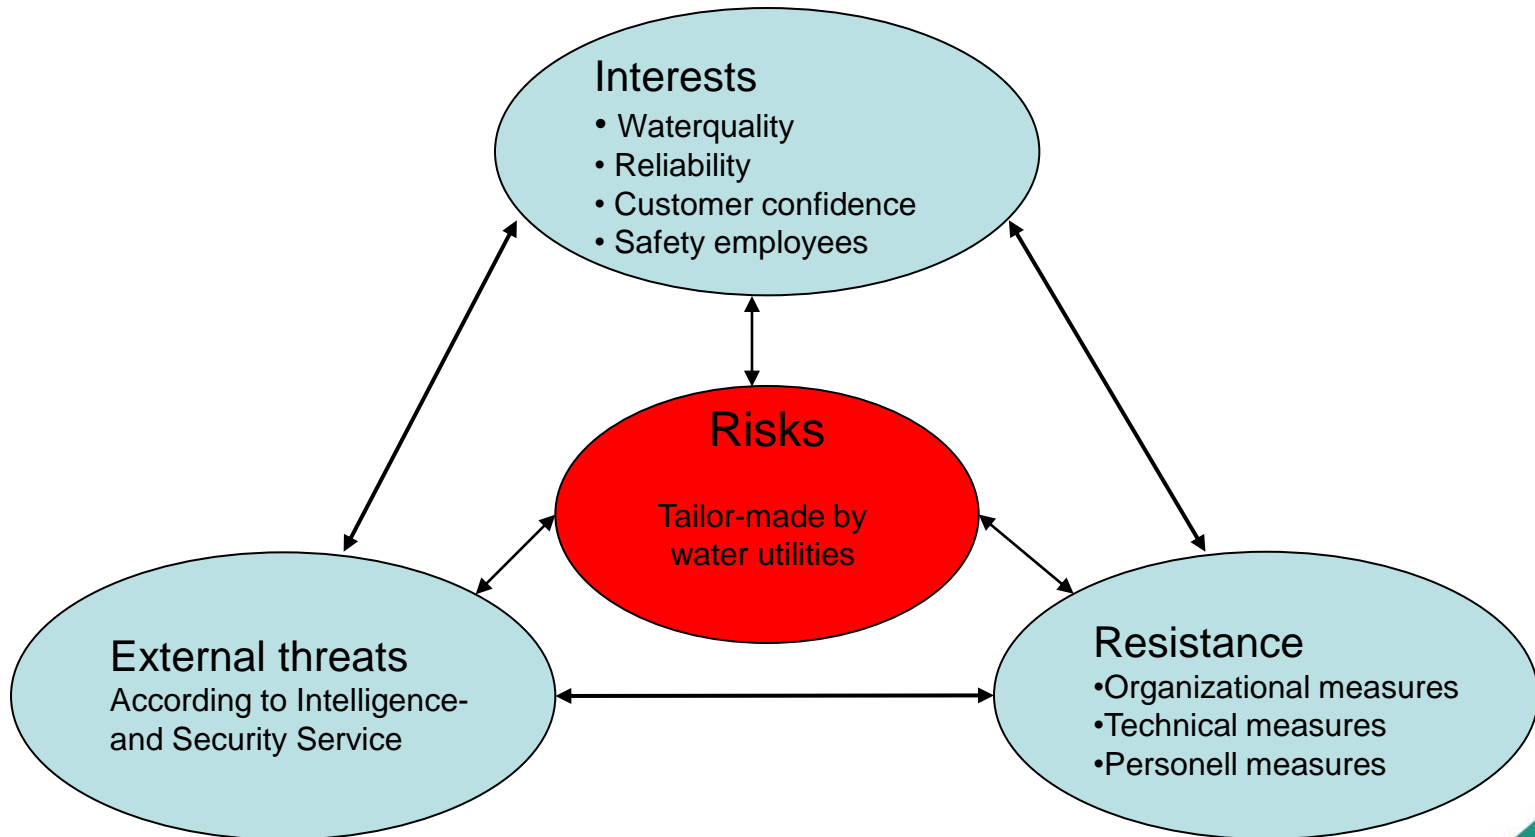 Interests
• Waterquality
• Reliability
• Customer confidence
• Safety employees
Risks
Tailor-made by
water utilities
External threats
According to Intelligence-
and Security Service
Resistance
•Organizational measures
•Technical measures
•Personell measures